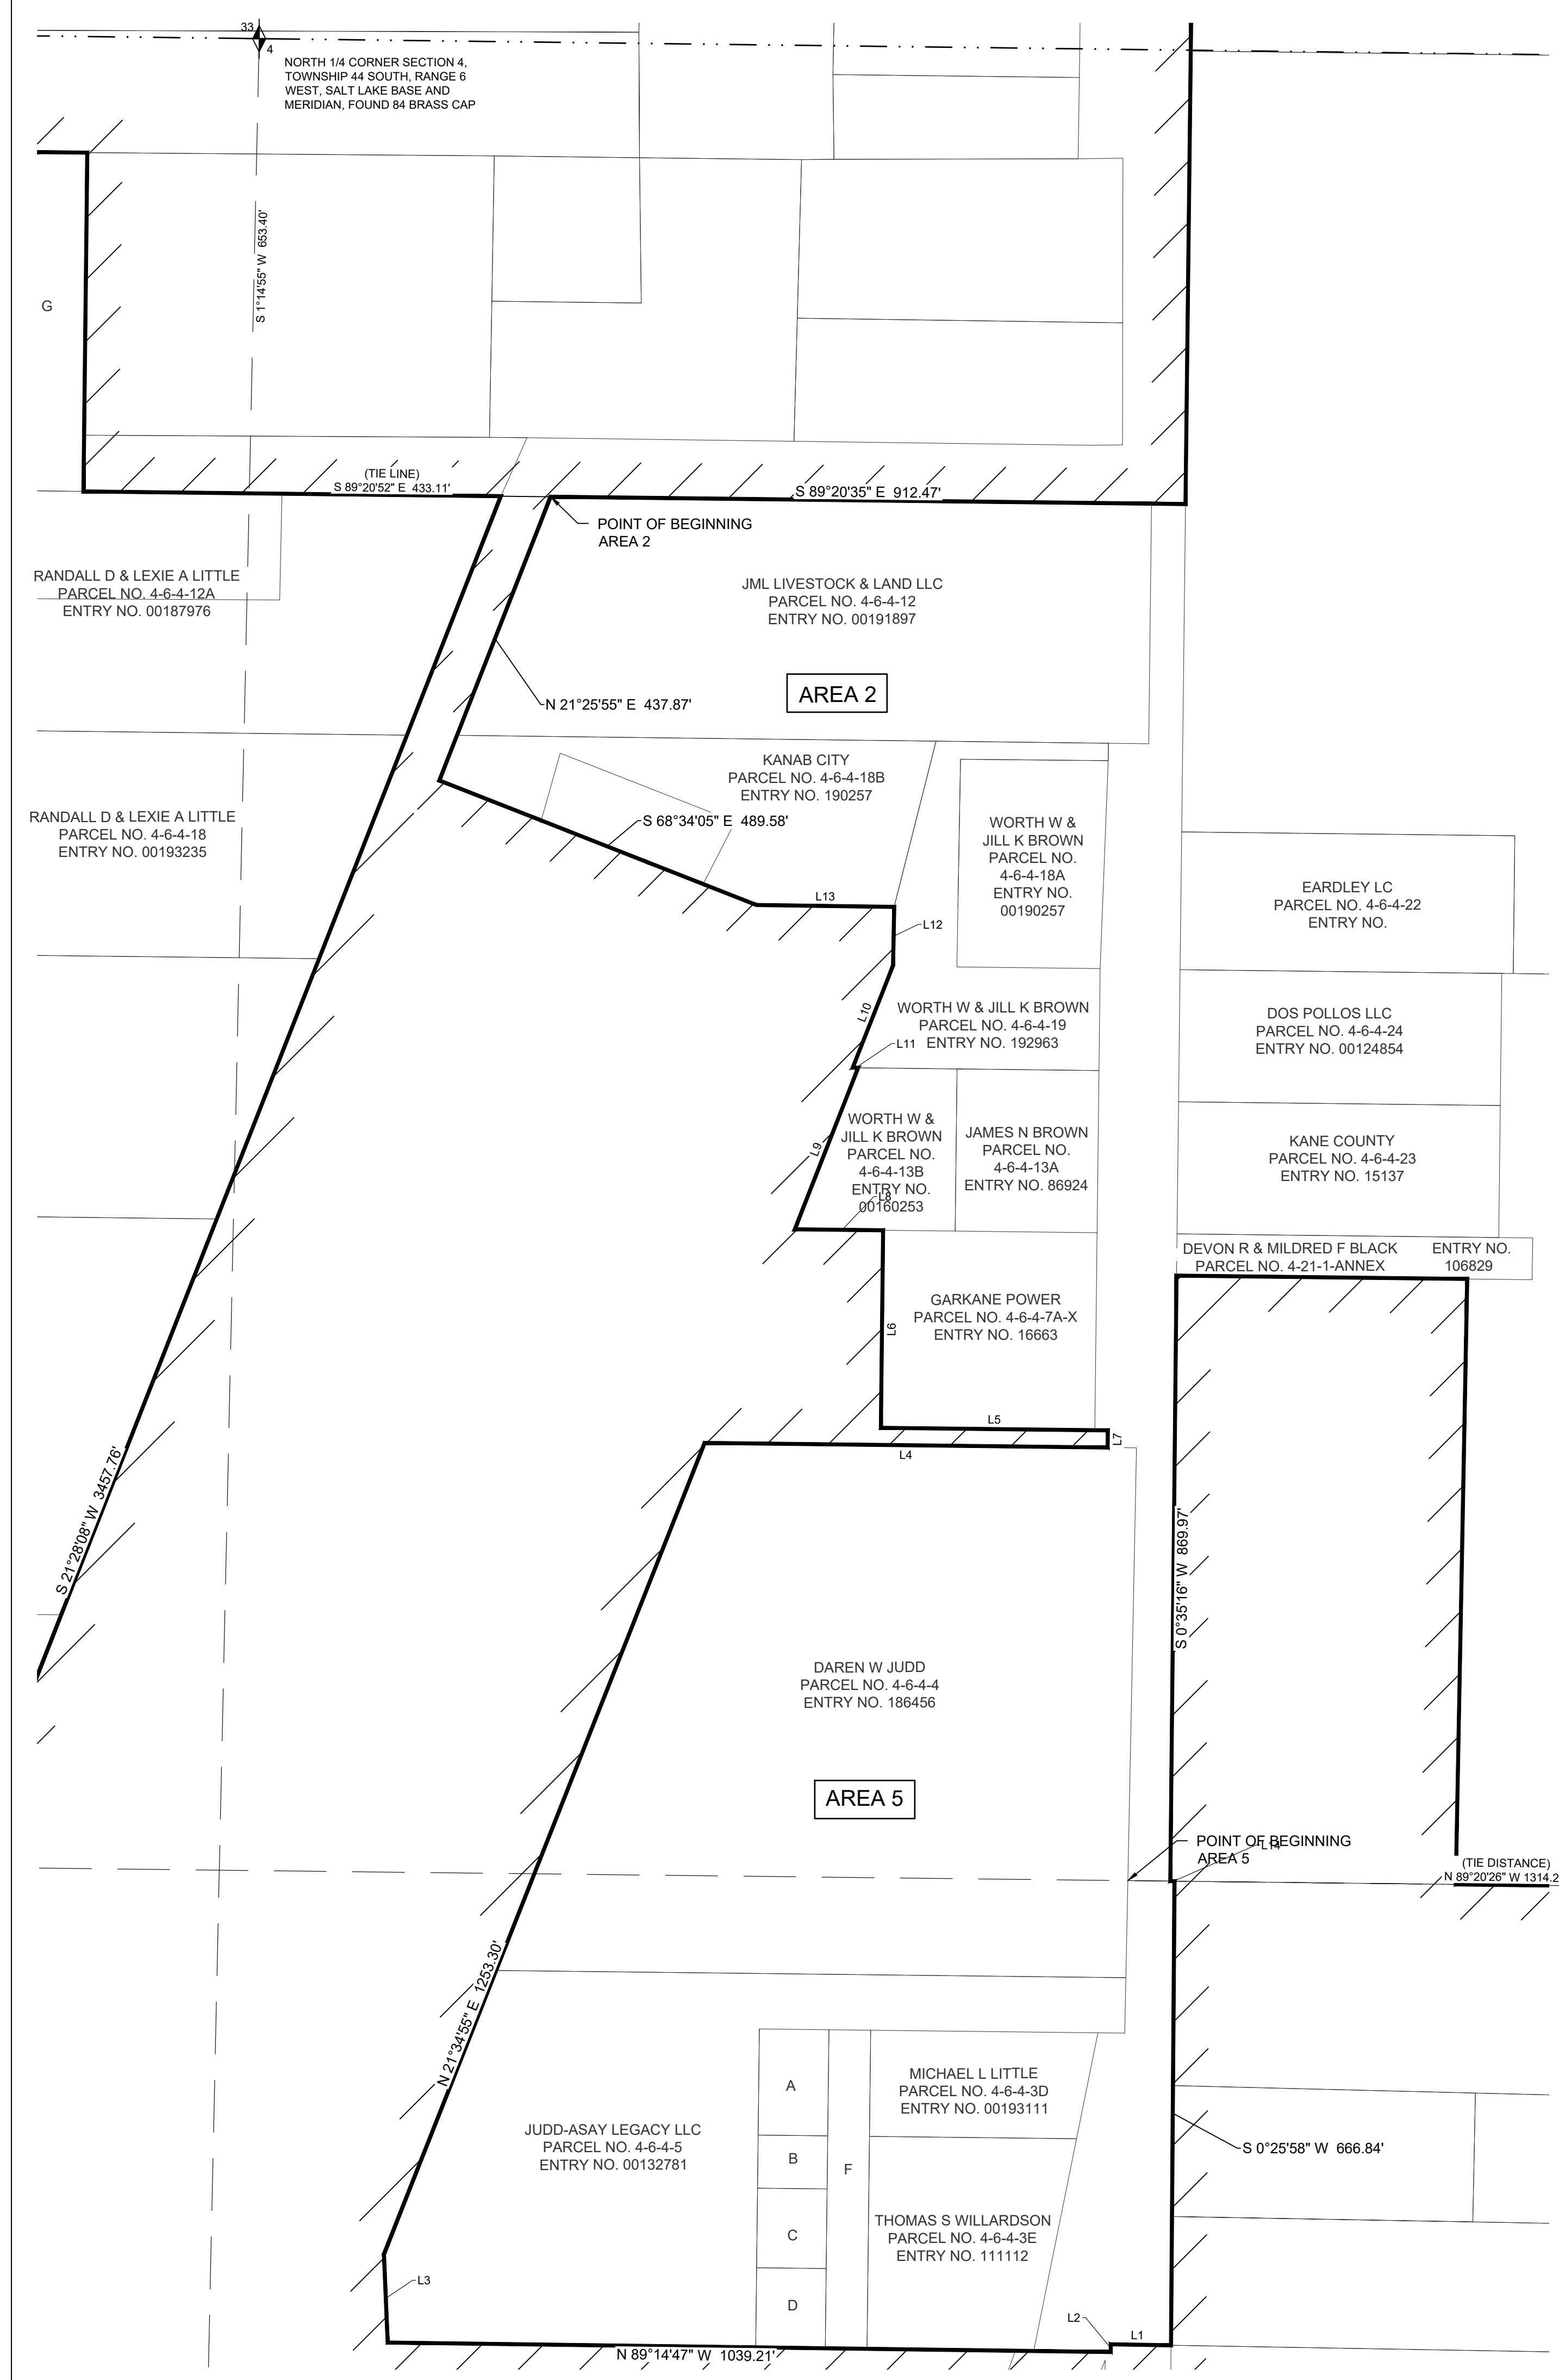 33
4
NORTH 1/4 CORNER SECTION 4,
TOWNSHIP 44 SOUTH, RANGE 6
WEST, SALT LAKE BASE AND
MERIDIAN, FOUND 84 BRASS CAP
S 1°14'55" W 653.40'
G
(TIE LINE)
S 89°20'52" E 433.11'
S 89°20'35" E 912.47'
POINT OF BEGINNING
AREA 2
RANDALL D & LEXIE A LITTLE
PARCEL NO. 4-6-4-12A
ENTRY NO. 00187976
JML LIVESTOCK & LAND LLC
PARCEL NO. 4-6-4-12
ENTRY NO. 00191897
AREA 2
N 21°25'55" E 437.87'
KANAB CITY
PARCEL NO. 4-6-4-18B
ENTRY NO. 190257
S 68°34'05" E 489.58'
RANDALL D & LEXIE A LITTLE
PARCEL NO. 4-6-4-18
ENTRY NO. 00193235
WORTH W &
JILL K BROWN
PARCEL NO.
4-6-4-18A
ENTRY NO.
00190257
EARDLEY LC
PARCEL NO. 4-6-4-22
ENTRY NO.
L13
L12
L10
WORTH W & JILL K BROWN
PARCEL NO. 4-6-4-19
ENTRY NO. 192963
L11
DOS POLLOS LLC
PARCEL NO. 4-6-4-24
ENTRY NO. 00124854
L9
WORTH W &
JILL K BROWN
PARCEL NO.
4-6-4-13B
ENTRY NO.
00160253
L8
JAMES N BROWN
PARCEL NO.
4-6-4-13A
ENTRY NO. 86924
KANE COUNTY
PARCEL NO. 4-6-4-23
ENTRY NO. 15137
DEVON R & MILDRED F BLACK
PARCEL NO. 4-21-1-ANNEX
ENTRY NO.
106829
GARKANE POWER
PARCEL NO. 4-6-4-7A-X
ENTRY NO. 16663
L6
L5
L7
L4
S 21°28'08" W 3457.76'
S 0°35'16" W 869.97'
DAREN W JUDD
PARCEL NO. 4-6-4-4
ENTRY NO. 186456
AREA 5
POINT OF BEGINNING
AREA 5
L14
(TIE DISTANCE)
N 89°20'26" W 1314.2
N 21°34'55" E 1253.30'
A
B
C
D
F
MICHAEL L LITTLE
PARCEL NO. 4-6-4-3D
ENTRY NO. 00193111
JUDD-ASAY LEGACY LLC
PARCEL NO. 4-6-4-5
ENTRY NO. 00132781
S 0°25'58" W 666.84'
THOMAS S WILLARDSON
PARCEL NO. 4-6-4-3E
ENTRY NO. 111112
L3
L2
L1
N 89°14'47" W 1039.21'